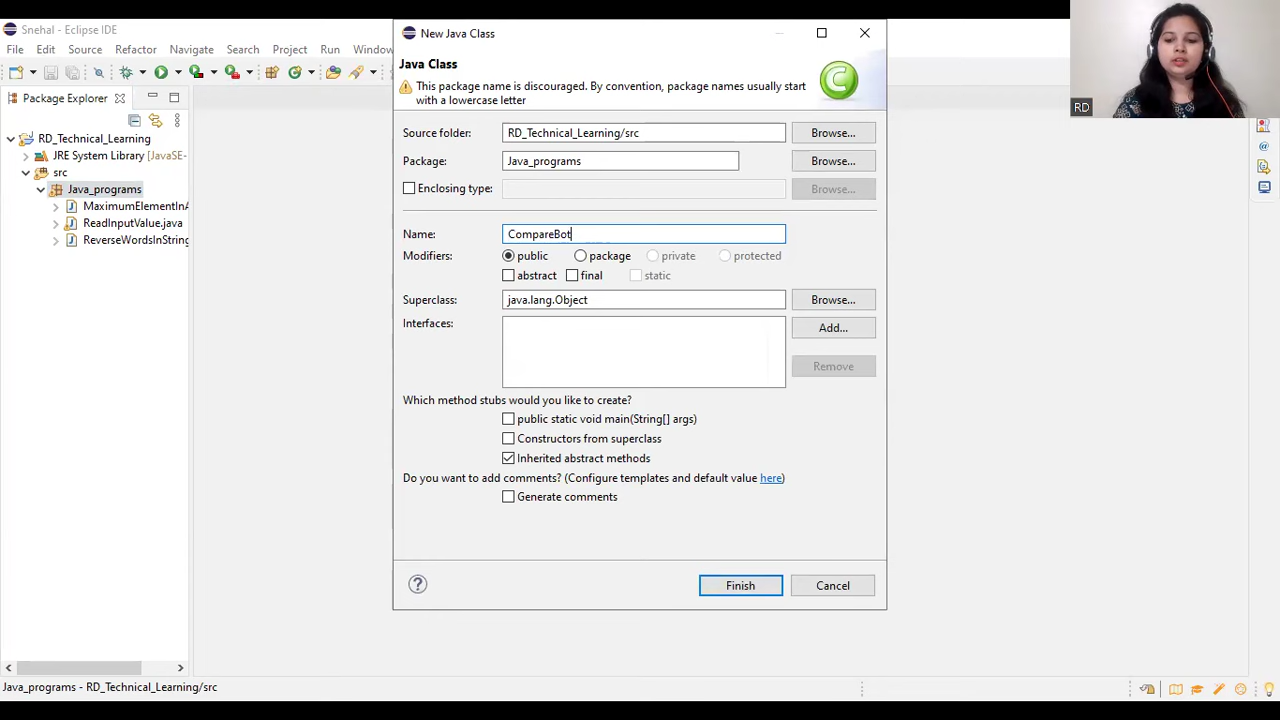 Snehal - Eclipse IDE
New Java Class
File Edit Source Refactor Navigate Search Project Run Window
Java Class
This package name is discouraged. By convention, package names usually start
with a lowercase letter
Package Explorer
RD
Source folder: RD_Technical_Learning/src Browse...
RD_Technical_Learning
JRE System Library [JavaSE-
Package: Java_programs Browse...
src
Enclosing type: Browse...
Java_programs
MaximumElementInA
ReadInputValue.java
ReverseWordsInString
Name: CompareBot
Modifiers: public package private protected
abstract final static
Superclass: java.lang.Object Browse...
Interfaces: Add...
Remove
Which method stubs would you like to create?
public static void main(String[] args)
Constructors from superclass
Inherited abstract methods
Do you want to add comments? (Configure templates and default value here)
Generate comments
Finish Cancel
Java_programs - RD_Technical_Learning/src